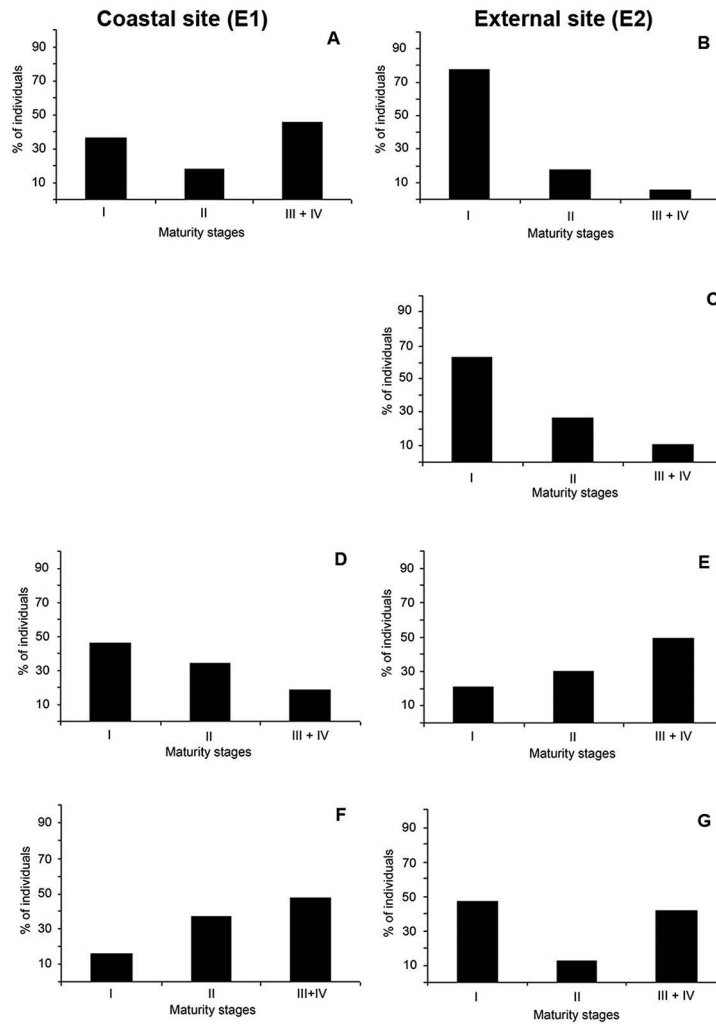 Coastal site (E1)
External site (E2)
A
% of individuals
90
70
50
30
10
I II III + IV
Maturity stages
B
% of individuals
90
70
50
30
10
I II III + IV
Maturity stages
C
% of individuals
90
70
50
30
10
I II III + IV
Maturity stages
D
% of individuals
90
70
50
30
10
I II III + IV
Maturity stages
E
% of individuals
90
70
50
30
10
I II III + IV
Maturity stages
F
% of individuals
90
70
50
30
10
I II III+IV
Maturity stages
G
% of individuals
90
70
50
30
10
I II III + IV
Maturity stages